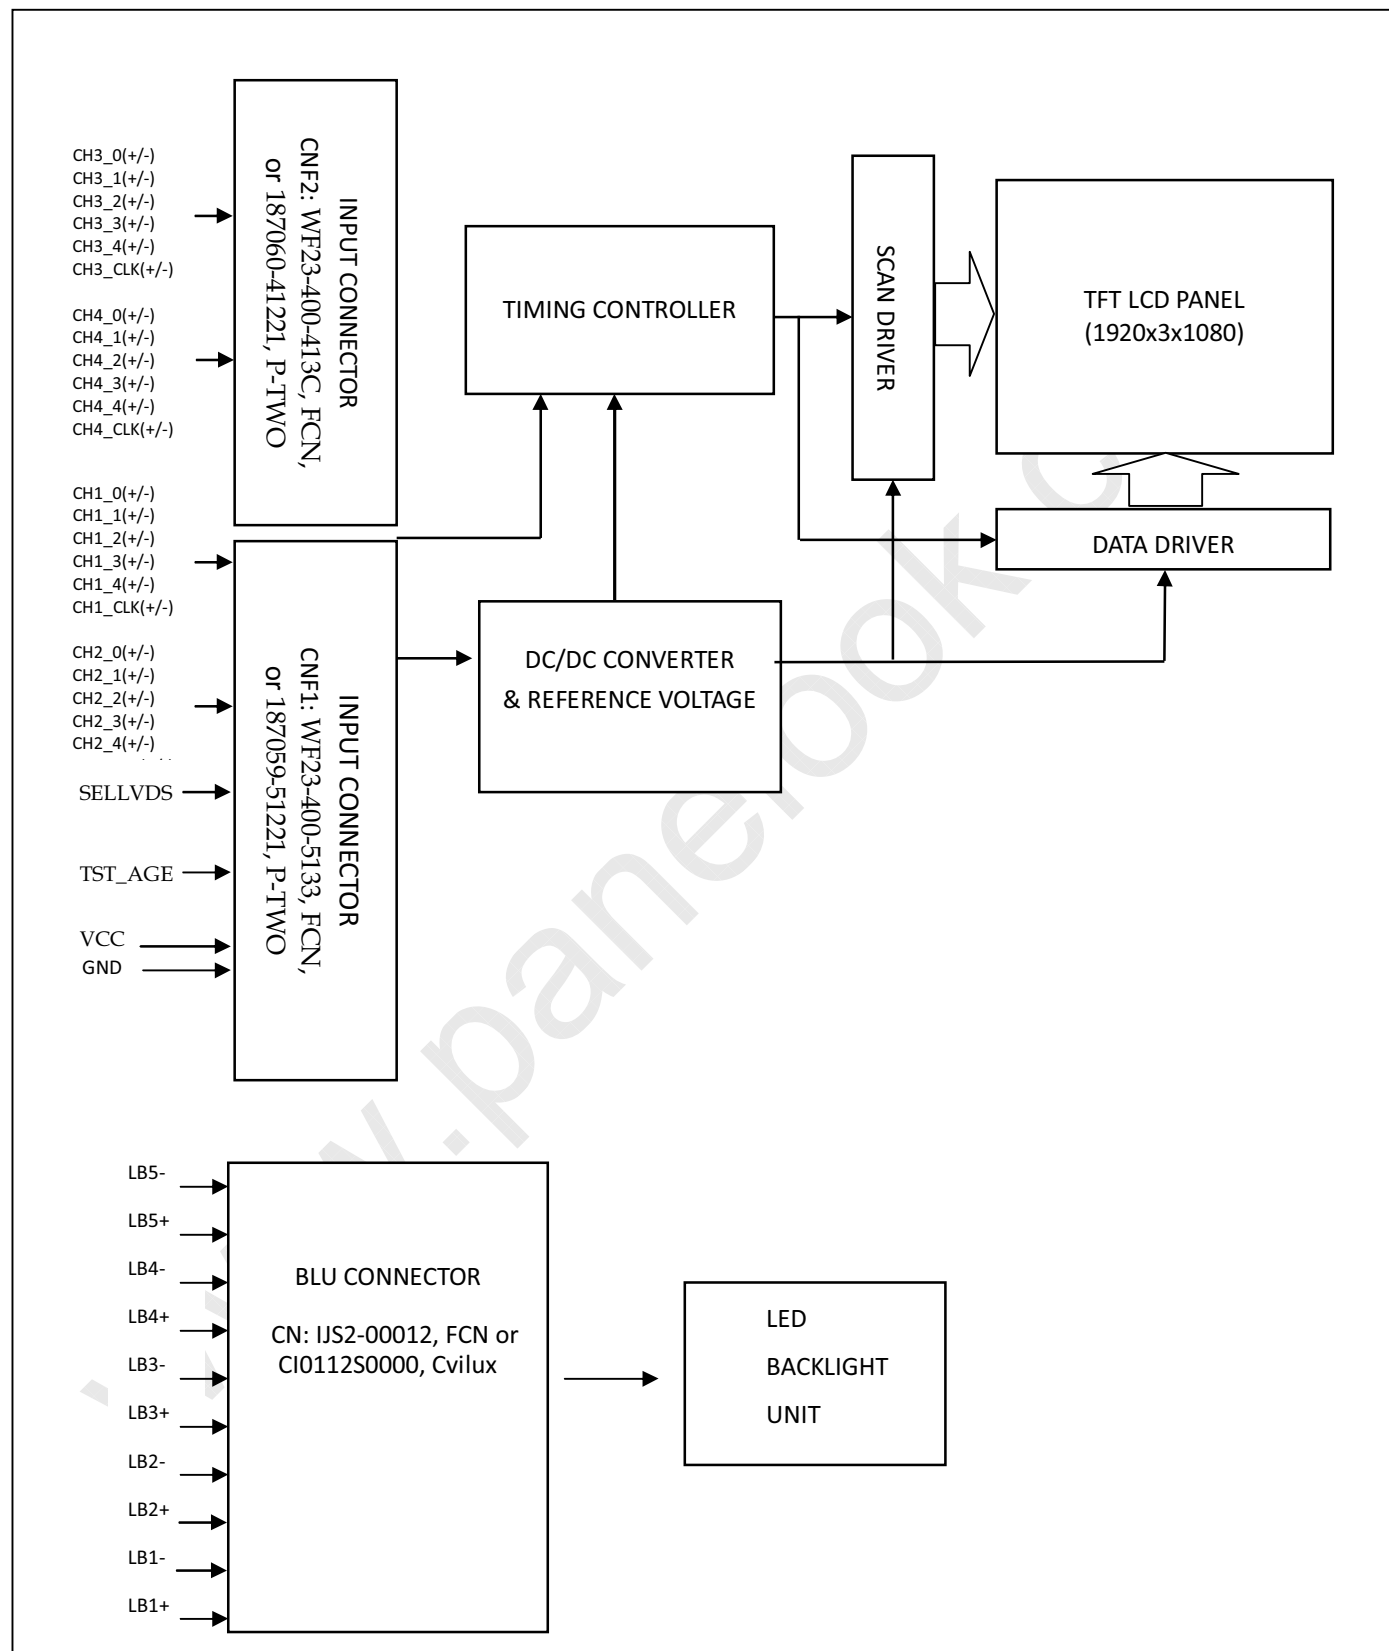 CH3_0(+/-)
CH3_1(+/-)
CH3_2(+/-)
CH3_3(+/-)
CH3_4(+/-)
CH3_CLK(+/-)
CH4_0(+/-)
CH4_1(+/-)
CH4_2(+/-)
CH4_3(+/-)
CH4_4(+/-)
CH4_CLK(+/-)
INPUT CONNECTOR
CNF2: WF23-400-413C, FCN,
or 187060-41221, P-TWO
CH1_0(+/-)
CH1_1(+/-)
CH1_2(+/-)
CH1_3(+/-)
CH1_4(+/-)
CH1_CLK(+/-)
CH2_0(+/-)
CH2_1(+/-)
CH2_2(+/-)
CH2_3(+/-)
CH2_4(+/-)
SELLVDS
TST_AGE
VCC
GND
INPUT CONNECTOR
CNF1: WF23-400-5133, FCN,
or 187059-51221, P-TWO
TIMING CONTROLLER
SCAN DRIVER
TFT LCD PANEL
(1920x3x1080)
DATA DRIVER
DC/DC CONVERTER
& REFERENCE VOLTAGE
LB5-
LB5+
LB4-
LB4+
LB3-
LB3+
LB2-
LB2+
LB1-
LB1+
BLU CONNECTOR
CN: IJS2-00012, FCN or
CI0112S0000, Cvilux
LED
BACKLIGHT
UNIT
.panelook.c